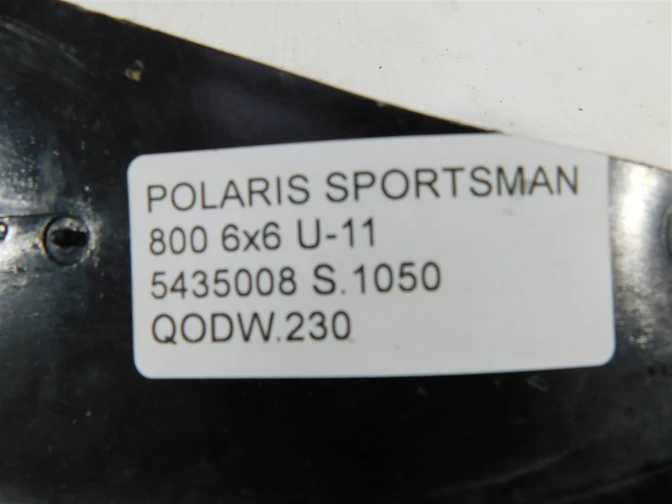 POLARIS SPORTSMAN
800 6x6 U-11
5435008 S.1050
QODW.230